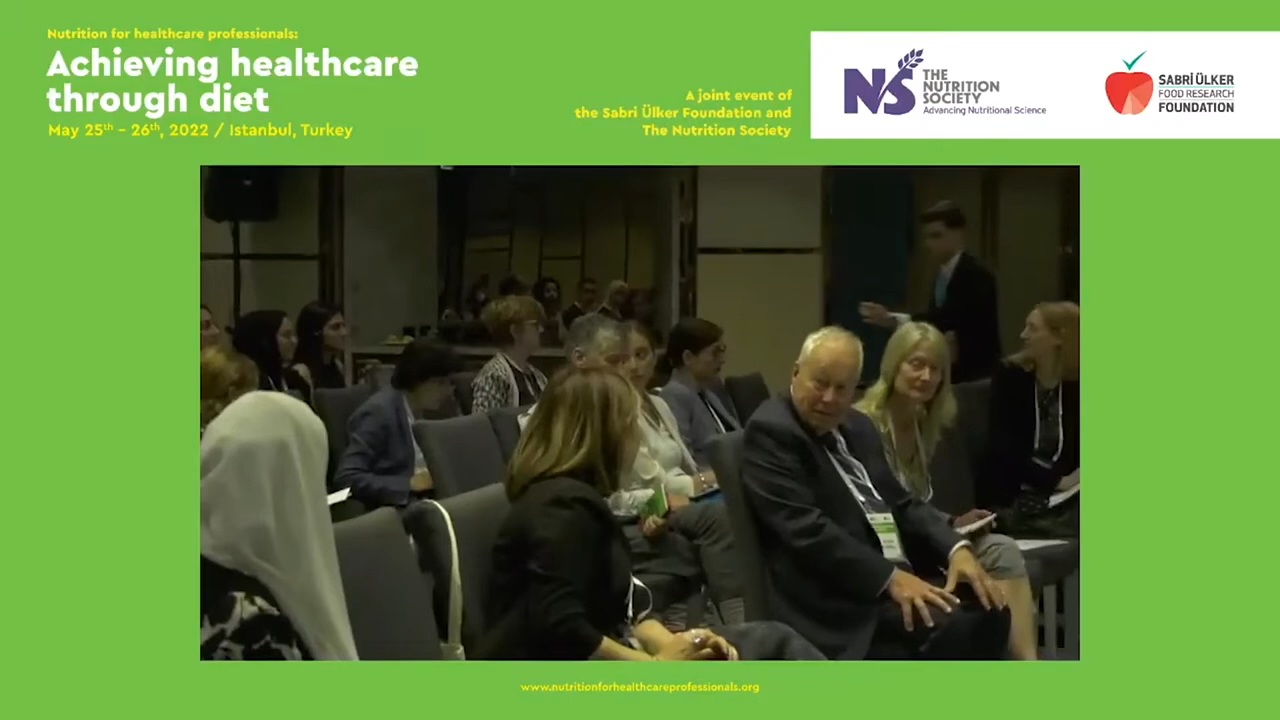 Nutrition for healthcare professionals:
Achieving healthcare
through diet
May 25th - 26th, 2022 / Istanbul, Turkey
A joint event of
the Sabri Ülker Foundation and
The Nutrition Society
NS THE
NUTRITION
SOCIETY
Advancing Nutritional Science
SABRİ ÜLKER
FOOD RESEARCH
FOUNDATION
www.nutritionforhealthcareprofessionals.org